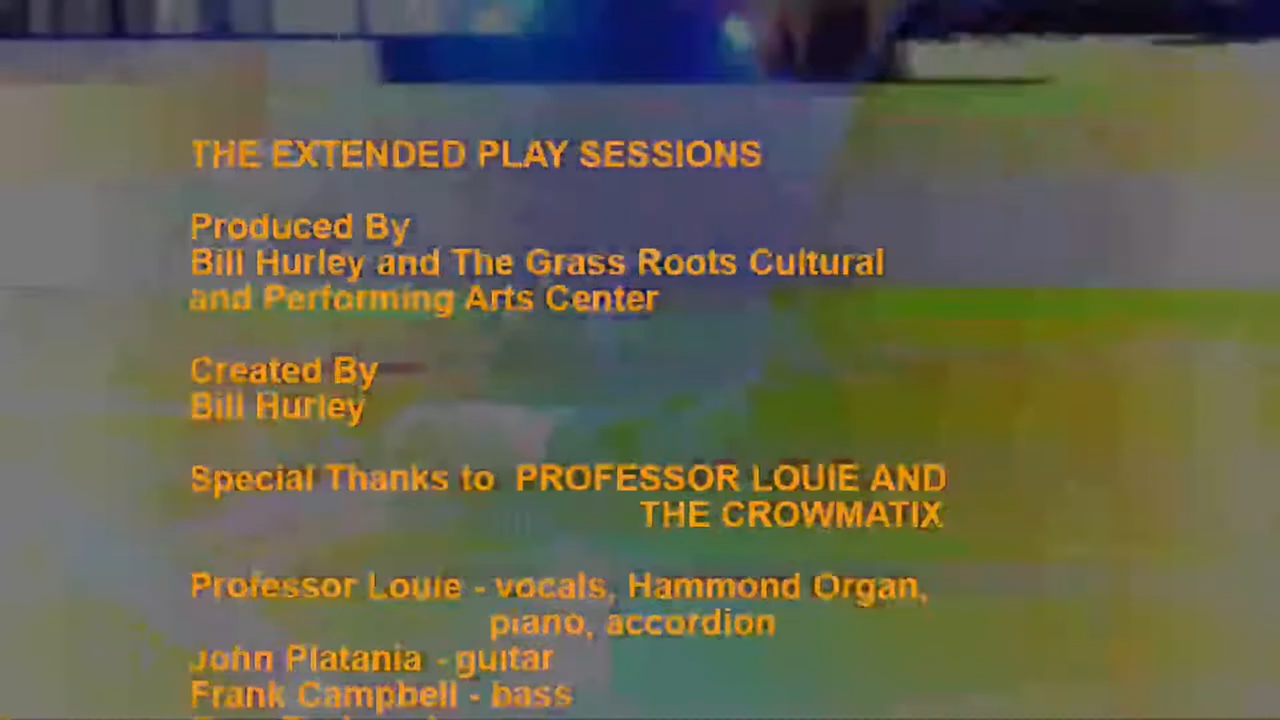 THE EXTENDED PLAY SESSIONS
Produced By
Bill Hurley and The Grass Roots Cultural
and Performing Arts Center
Created By
Bill Hurley
Special Thanks to PROFESSOR LOUIE AND
THE CROWMATIX
Professor Louie - vocals, Hammond Organ,
piano, accordion
John Platania - guitar
Frank Campbell - bass